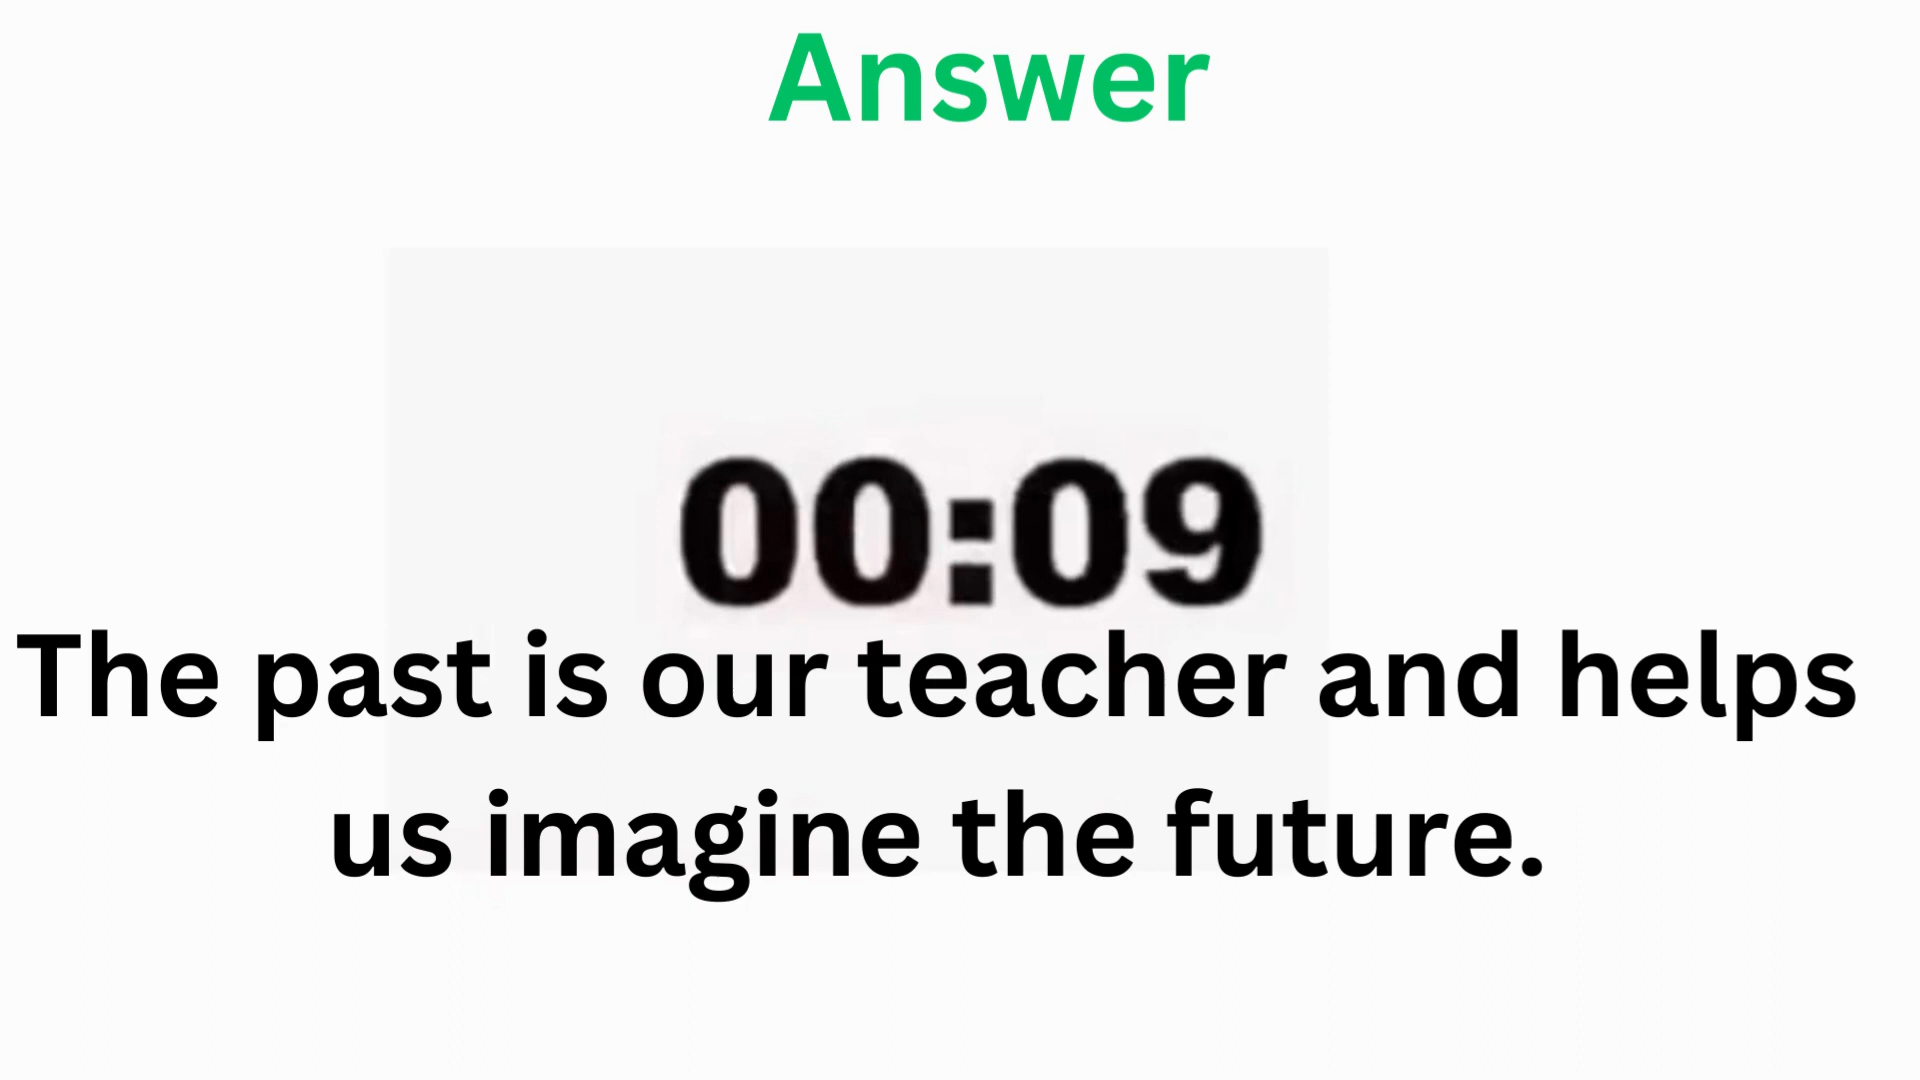 Answer
00:09
The past is our teacher and helps
us imagine the future.